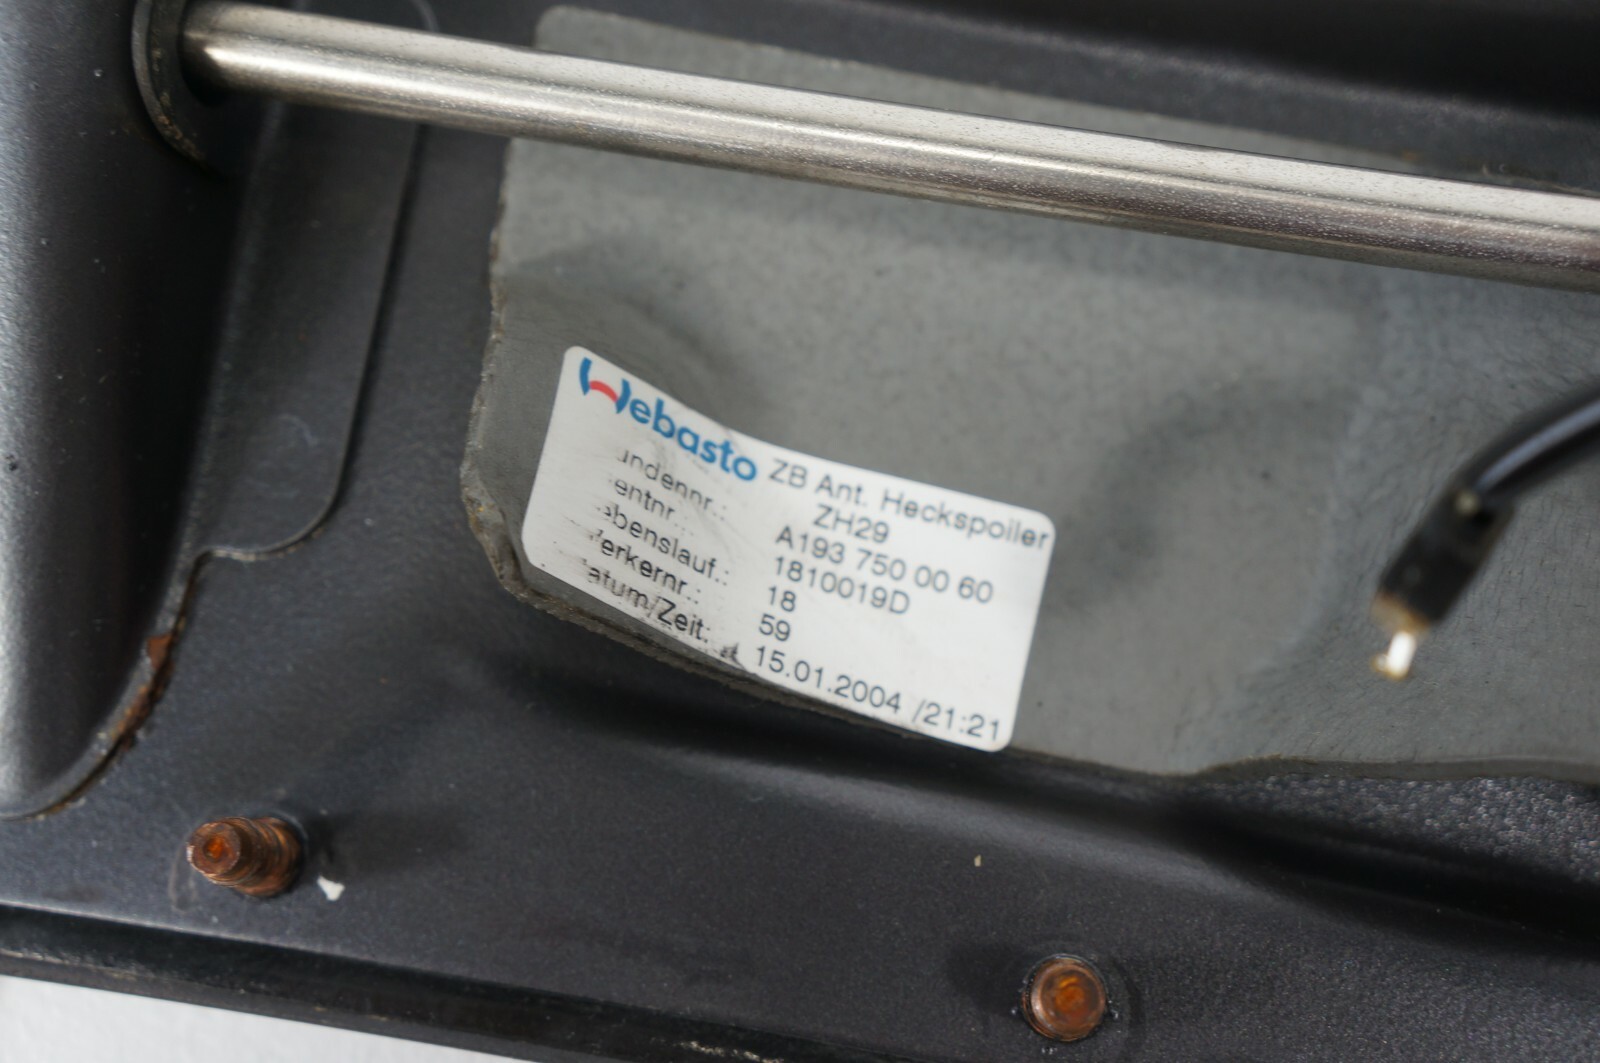 Webasto ZB Ant. Heckspoiler
ZH29
undennr.: A193 750 00 60
entnr.: 1810019D
ebenslauf.: 18
erkernr.: 59
atum/Zeit: 15.01.2004 /21:21